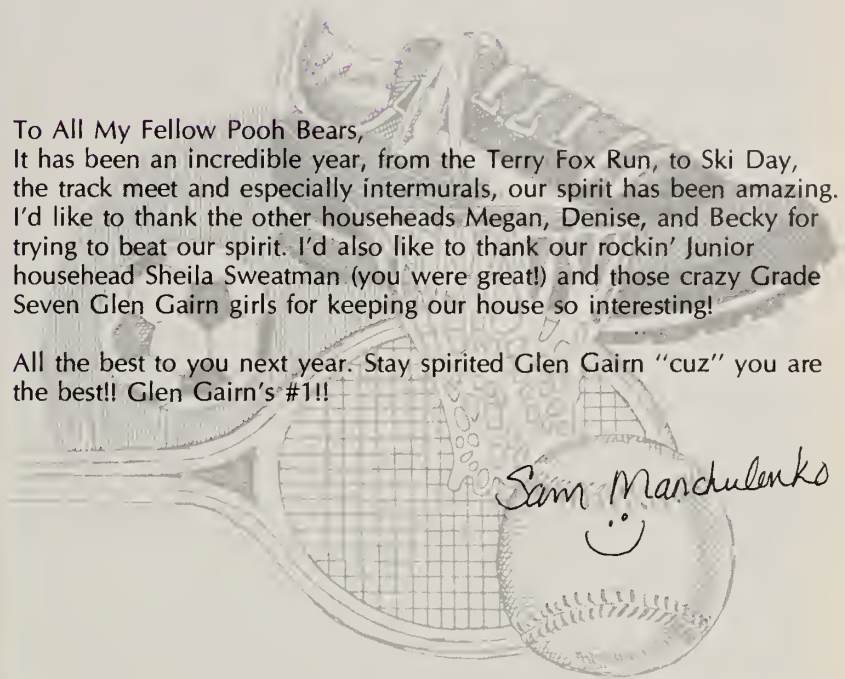 To All My Fellow Pooh Bears,
It has been an incredible year, from the Terry Fox Run, to Ski Day,
the track meet and especially intermurals, our spirit has been amazing.
I'd like to thank the other househeads Megan, Denise, and Becky for
trying to beat our spirit. I'd also like to thank our rockin' Junior
househead Sheila Sweatman (you were great!) and those crazy Grade
Seven Glen Gairn girls for keeping our house so interesting!
All the best to you next year. Stay spirited Glen Gairn "cuz" you are
the best!! Glen Gairn's #1!!
Sam Manchulenko